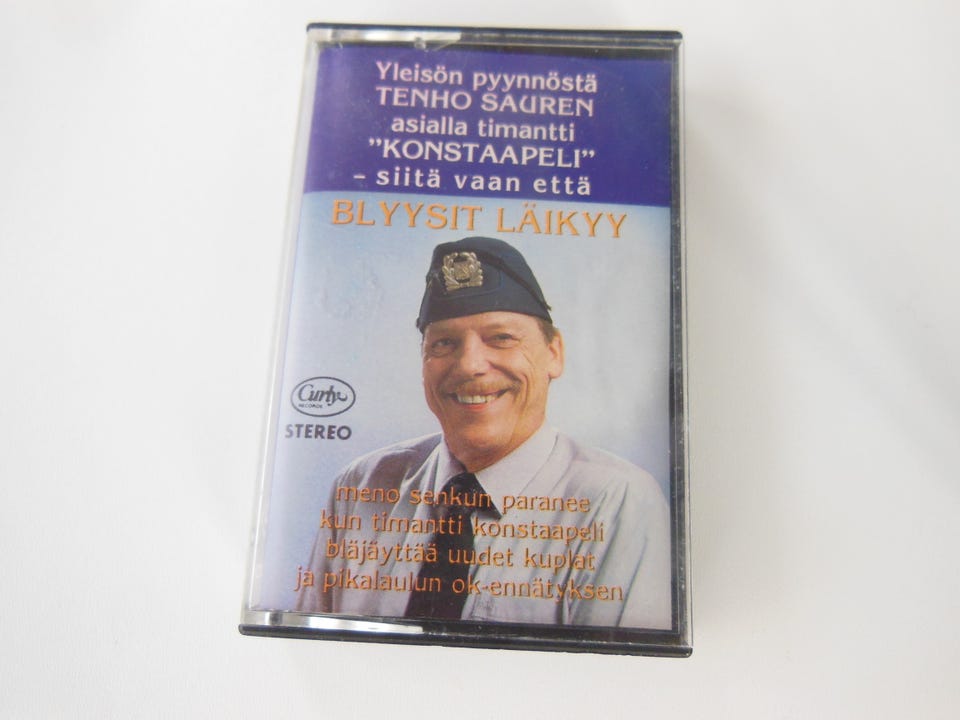 Yleisön pyynnöstä
TENHO SAUREN
asialla timantti
”KONSTAAPELI”
– siitä vaan että
BLYYSIT LÄIKYY
Curly
RECORDS
STEREO
meno senkun paranee
kun timantti konstaapeli
bläjäyttää uudet kuplat
ja pikalaulun ok-ennätyksen